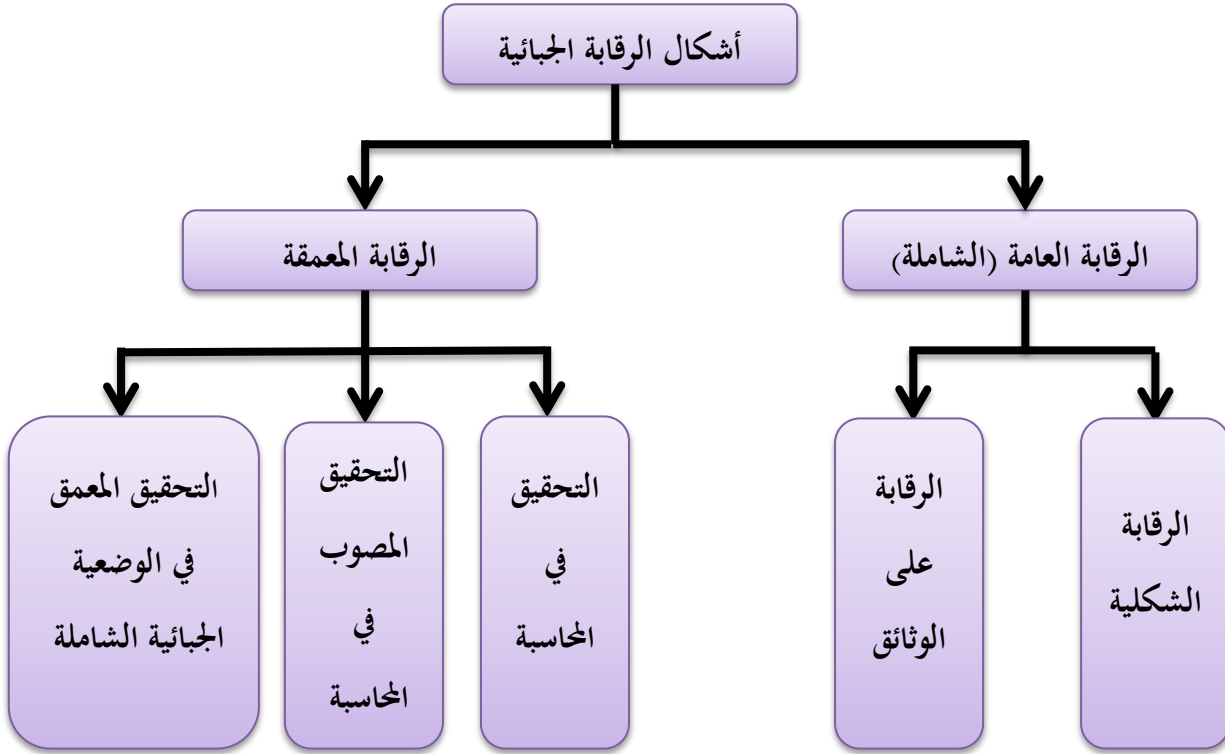 أشكال الرقابة الجبائية
الرقابة العامة (الشاملة)
الرقابة المعمقة
الرقابة
الشكلية
الرقابة
على
الوثائق
التحقيق
في
المحاسبة
التحقيق
المصوب
في
المحاسبة
التحقيق المعمق
في الوضعية
الجبائية الشاملة